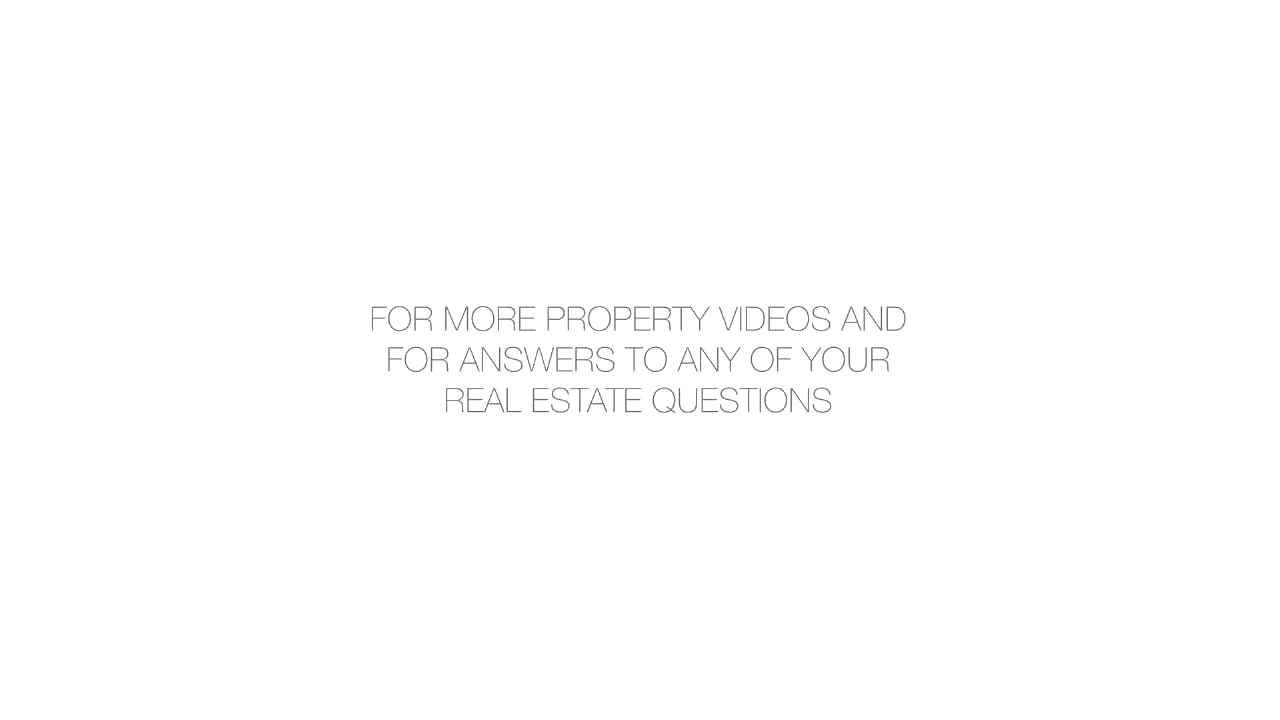 FOR MORE PROPERTY VIDEOS AND
FOR ANSWERS TO ANY OF YOUR
REAL ESTATE QUESTIONS